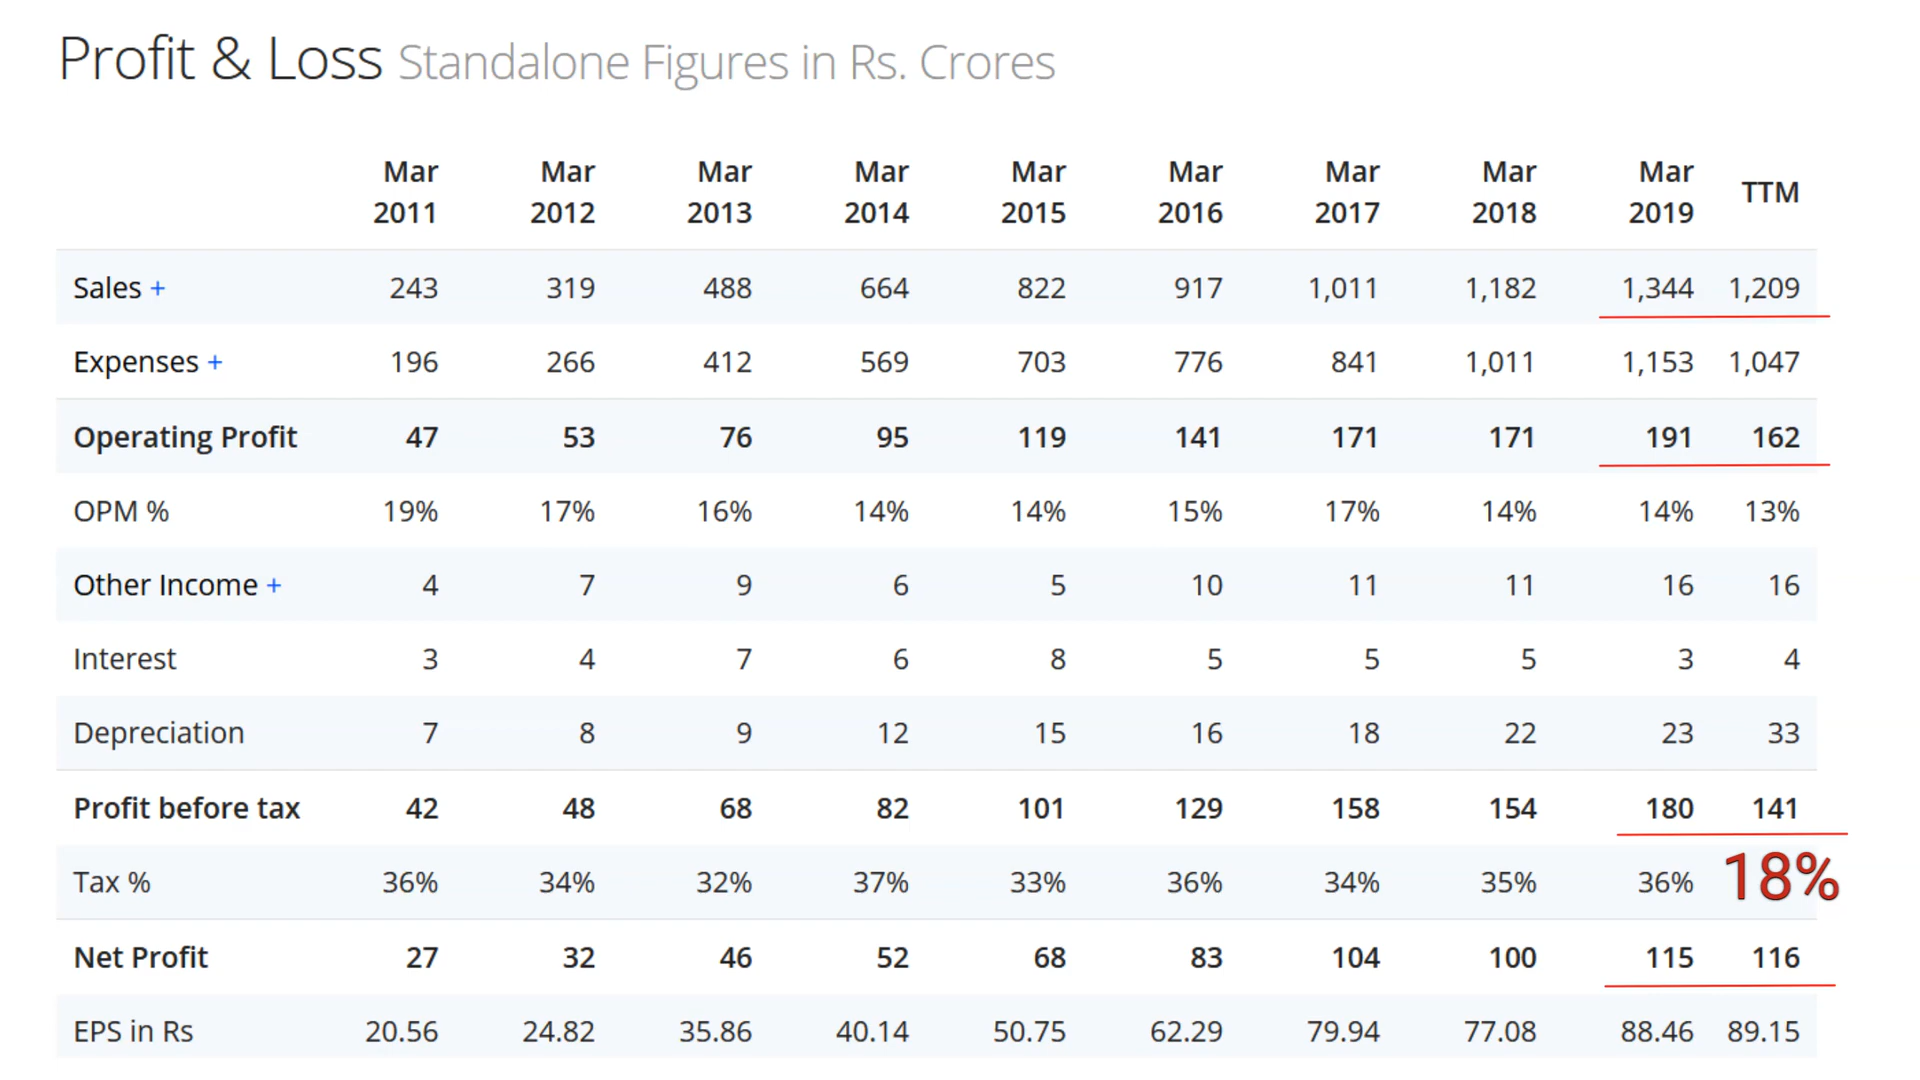 Profit & Loss Standalone Figures in Rs. Crores
Mar 2011 Mar 2012 Mar 2013 Mar 2014 Mar 2015 Mar 2016 Mar 2017 Mar 2018 Mar 2019 TTM
Sales + 243 319 488 664 822 917 1,011 1,182 1,344 1,209
Expenses + 196 266 412 569 703 776 841 1,011 1,153 1,047
Operating Profit 47 53 76 95 119 141 171 171 191 162
OPM % 19% 17% 16% 14% 14% 15% 17% 14% 14% 13%
Other Income + 4 7 9 6 5 10 11 11 16 16
Interest 3 4 7 6 8 5 5 5 3 4
Depreciation 7 8 9 12 15 16 18 22 23 33
Profit before tax 42 48 68 82 101 129 158 154 180 141
Tax % 36% 34% 32% 37% 33% 36% 34% 35% 36% 18%
Net Profit 27 32 46 52 68 83 104 100 115 116
EPS in Rs 20.56 24.82 35.86 40.14 50.75 62.29 79.94 77.08 88.46 89.15